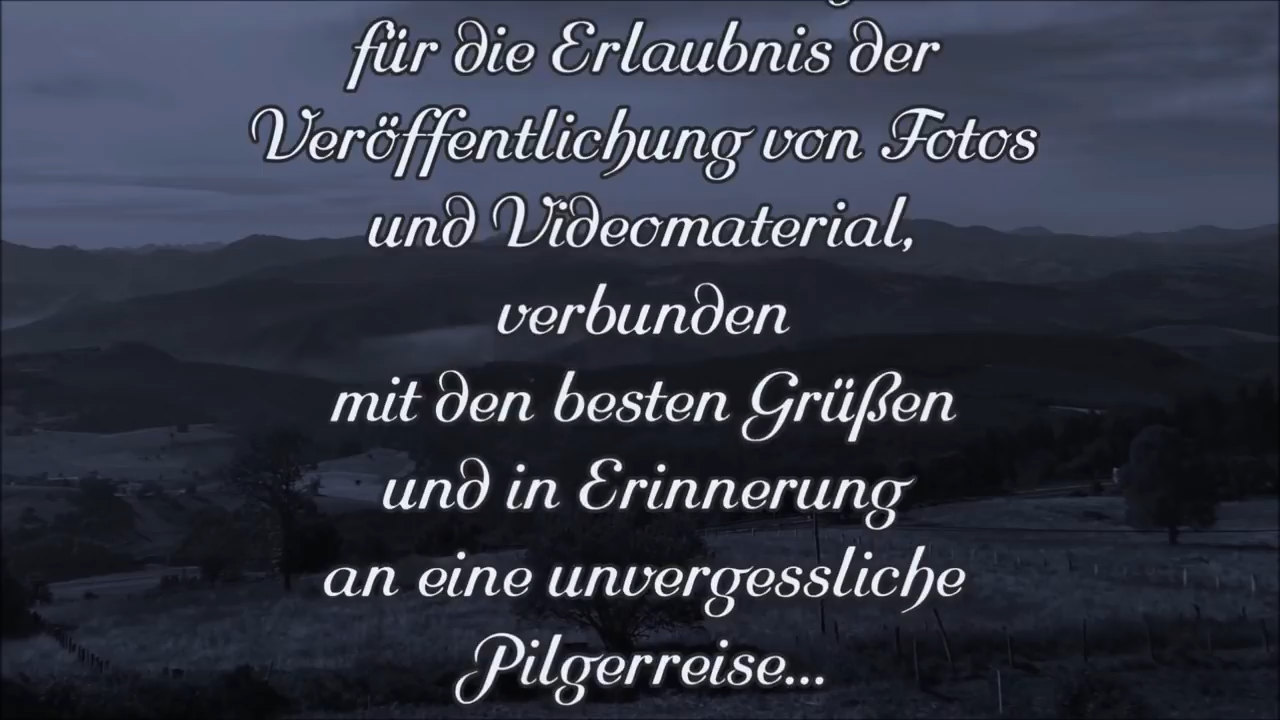 für die Erlaubnis der
Veröffentlichung von Fotos
und Videomaterial,
verbunden
mit den besten Grüßen
und in Erinnerung
an eine unvergessliche
Pilgerreise...